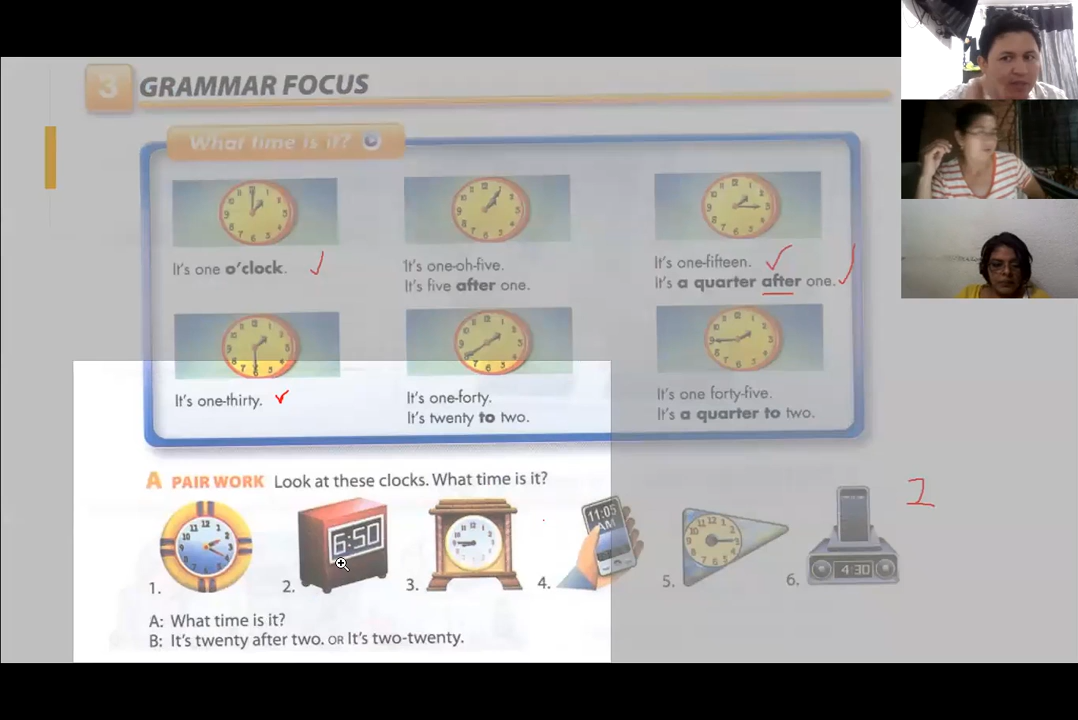 3 GRAMMAR FOCUS
What time is it?
It's one o'clock.
It's one-oh-five.
It's five after one.
It's one-fifteen.
It's a quarter after one.
It's one-thirty.
It's one-forty.
It's twenty to two.
It's one forty-five.
It's a quarter to two.
A PAIR WORK Look at these clocks. What time is it?
1.
6:50
2.
3.
11:05
AM
4.
5.
4:30
6.
A: What time is it?
B: It's twenty after two. OR It's two-twenty.